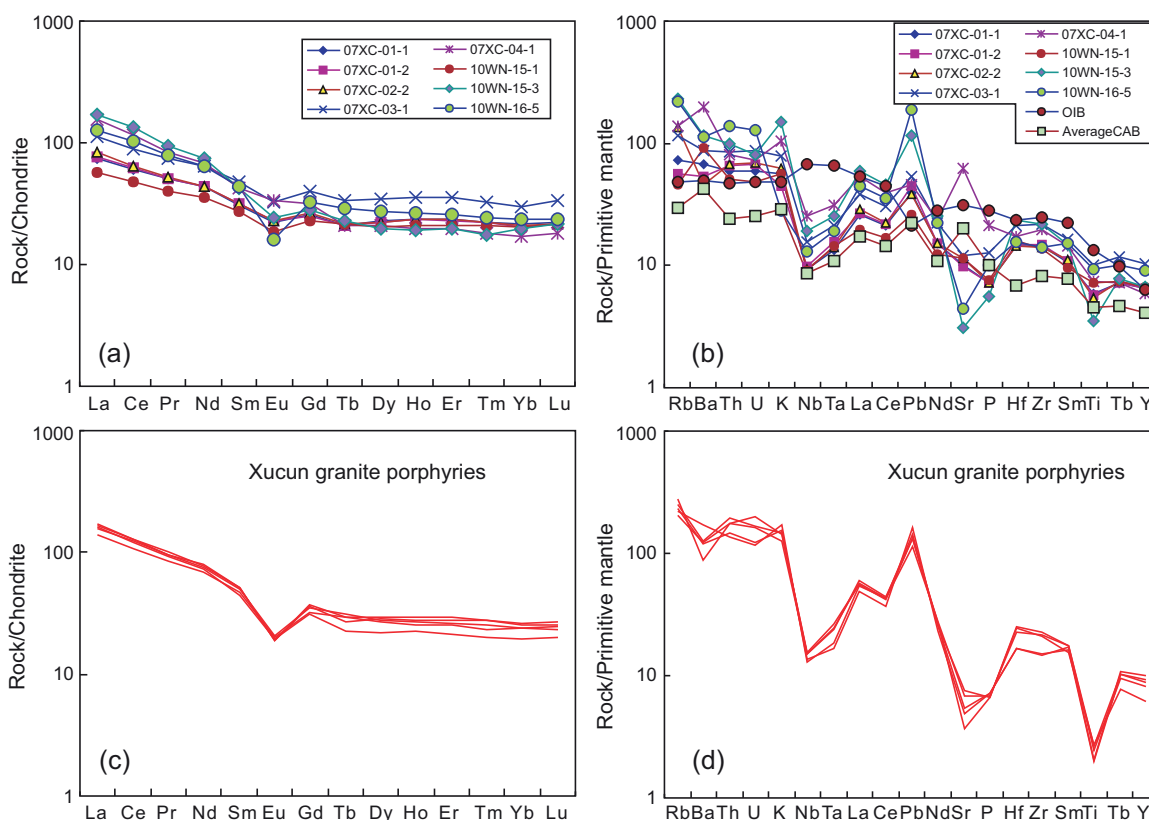 1000
100
10
1
Rock/Chondrite
07XC-01-1 07XC-04-1
07XC-01-2 10WN-15-1
07XC-02-2 10WN-15-3
07XC-03-1 10WN-16-5
(a)
La Ce Pr Nd Sm Eu Gd Tb Dy Ho Er Tm Yb Lu
1000
100
10
1
Rock/Primitive mantle
07XC-01-1 07XC-04-1
07XC-01-2 10WN-15-1
07XC-02-2 10WN-15-3
07XC-03-1 10WN-16-5
OIB
AverageCAB
(b)
Rb Ba Th U K Nb Ta La Ce Pb Nd Sr P Hf Zr Sm Ti Tb Y
1000
100
10
1
Rock/Chondrite
Xucun granite porphyries
(c)
La Ce Pr Nd Sm Eu Gd Tb Dy Ho Er Tm Yb Lu
1000
100
10
1
Rock/Primitive mantle
Xucun granite porphyries
(d)
Rb Ba Th U K Nb Ta La Ce Pb Nd Sr P Hf Zr Sm Ti Tb Y